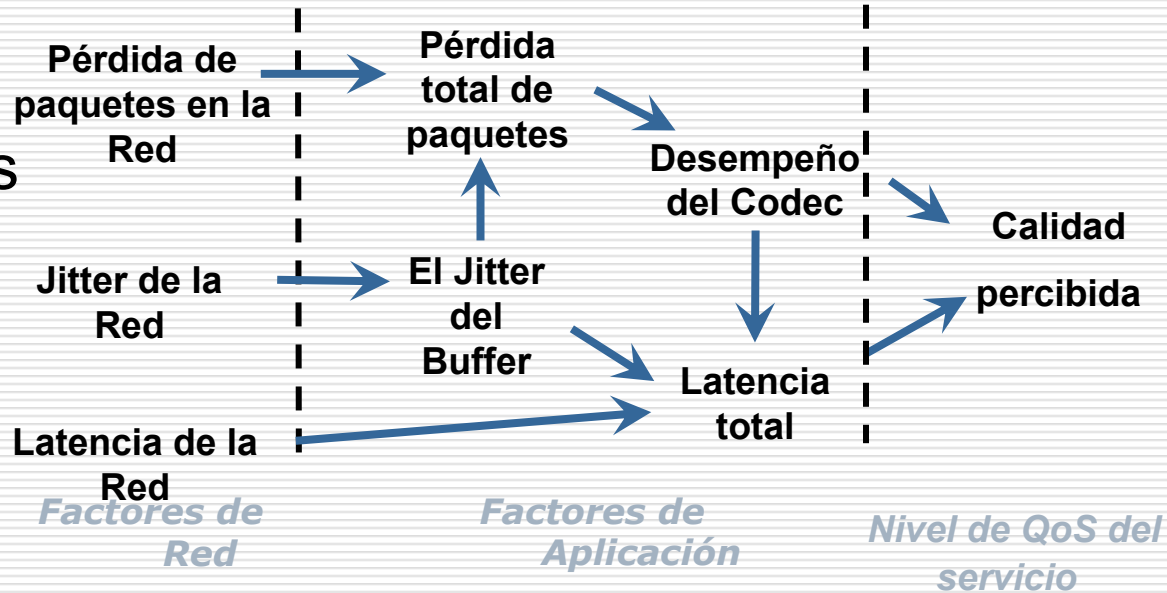 Pérdida de
paquetes en la
Red
s
Pérdida
total de
paquetes
Desempeño
del Codec
Calidad
percibida
Jitter de la
Red
El Jitter
del
Buffer
Latencia
total
Latencia de la
Red
Factores de
Red
Factores de
Aplicación
Nivel de QoS del
servicio